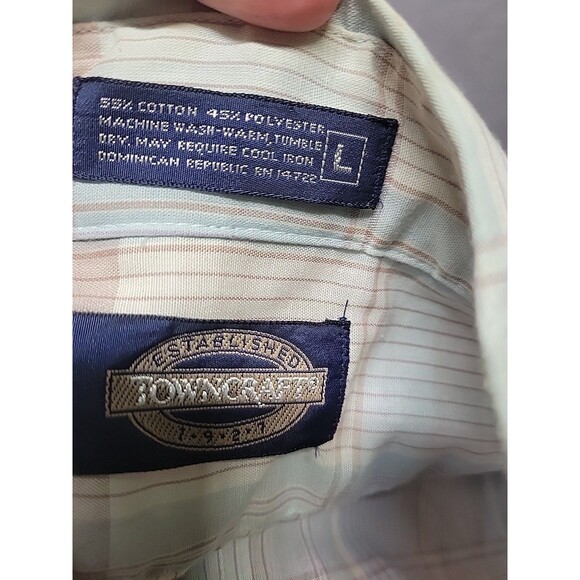 55% COTTON 45% POLYESTER
MACHINE WASH-WARM, TUMBLE
DRY. MAY REQUIRE COOL IRON
DOMINICAN REPUBLIC RN 14722
L
ESTABLISHED
TOWNCRAFT®
1·9·2·7